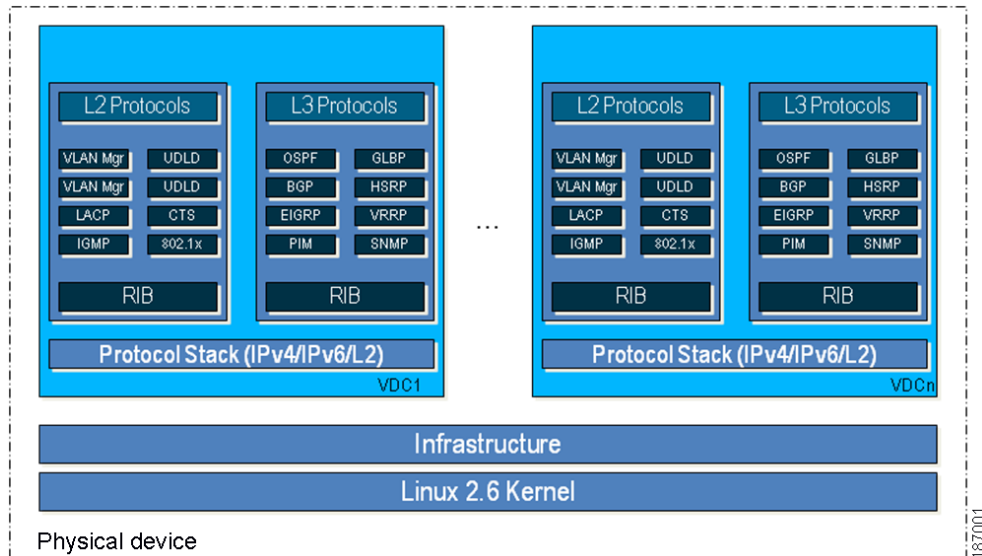 L2 Protocols L3 Protocols L2 Protocols L3 Protocols
VLAN Mgr UDLD OSPF GLBP VLAN Mgr UDLD OSPF GLBP
VLAN Mgr UDLD BGP HSRP VLAN Mgr UDLD BGP HSRP
LACP CTS EIGRP VRRP ... LACP CTS EIGRP VRRP
IGMP 802.1x PIM SNMP IGMP 802.1x PIM SNMP
RIB RIB RIB RIB
Protocol Stack (IPv4/IPv6/L2) Protocol Stack (IPv4/IPv6/L2)
VDC1 VDCn
Infrastructure
Linux 2.6 Kernel
Physical device
187001